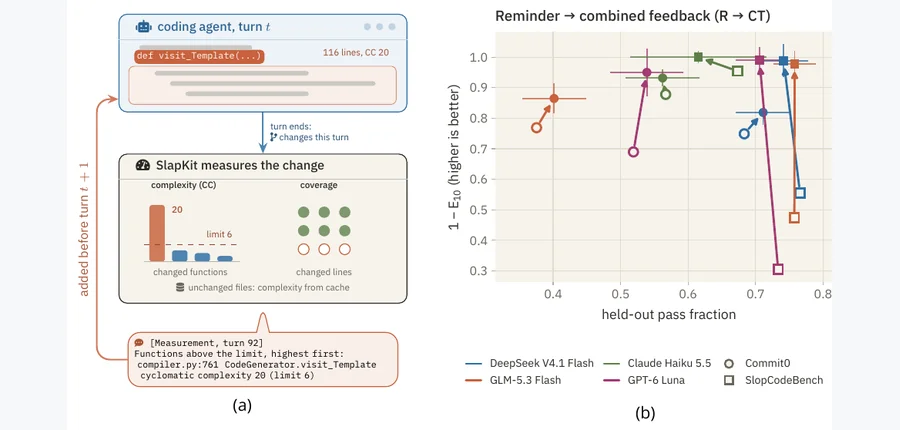 coding agent, turn t
def visit_Template(...)
116 lines, CC 20
turn ends:
changes this turn
SlapKit measures the change
complexity (CC)
coverage
20
limit 6
changed functions
changed lines
unchanged files: complexity from cache
added before turn t + 1
[Measurement, turn 92]
Functions above the limit, highest first:
compiler.py:761 CodeGenerator.visit_Template
cyclomatic complexity 20 (limit 6)
(a)
Reminder → combined feedback (R → CT)
1 − E10 (higher is better)
1.0
0.9
0.8
0.7
0.6
0.5
0.4
0.3
0.4
0.5
0.6
0.7
0.8
held-out pass fraction
DeepSeek V4.1 Flash
Claude Haiku 5.5
Commit0
GLM-5.3 Flash
GPT-6 Luna
SlopCodeBench
(b)